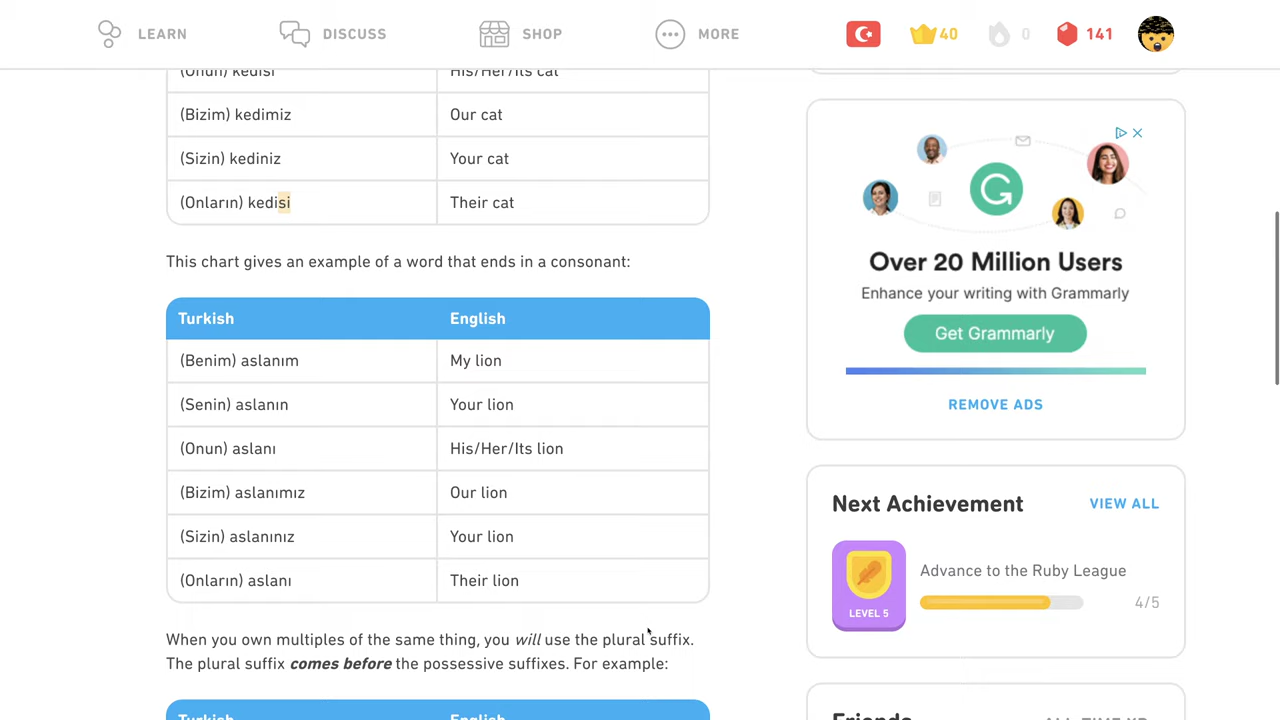 LEARN
DISCUSS
SHOP
MORE
40
0
141
(Onun) kedisi
His/Her/Its cat
(Bizim) kedimiz
Our cat
(Sizin) kediniz
Your cat
(Onların) kedisi
Their cat
This chart gives an example of a word that ends in a consonant:
Turkish
English
(Benim) aslanım
My lion
(Senin) aslanın
Your lion
(Onun) aslanı
His/Her/Its lion
(Bizim) aslanımız
Our lion
(Sizin) aslanınız
Your lion
(Onların) aslanı
Their lion
When you own multiples of the same thing, you will use the plural suffix.
The plural suffix comes before the possessive suffixes. For example:
Turkish
English
Over 20 Million Users
Enhance your writing with Grammarly
Get Grammarly
REMOVE ADS
Next Achievement
VIEW ALL
LEVEL 5
Advance to the Ruby League
4/5
Friends
ALL TIME XP